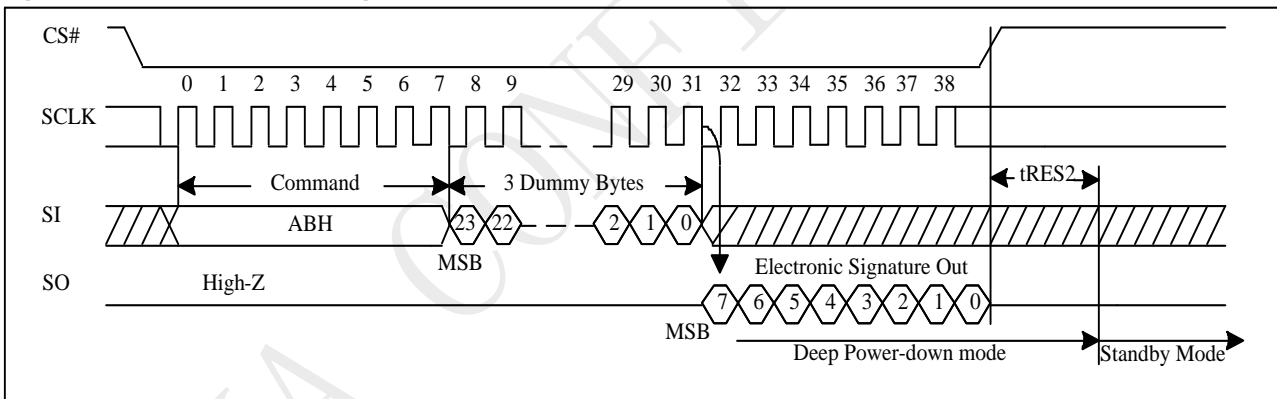 CS#
0 1 2 3 4 5 6 7 8 9 29 30 31 32 33 34 35 36 37 38
SCLK
Command 3 Dummy Bytes tRES2
SI ABH 23 22 2 1 0
MSB Electronic Signature Out
SO High-Z
7 6 5 4 3 2 1 0
MSB
Deep Power-down mode Standby Mode